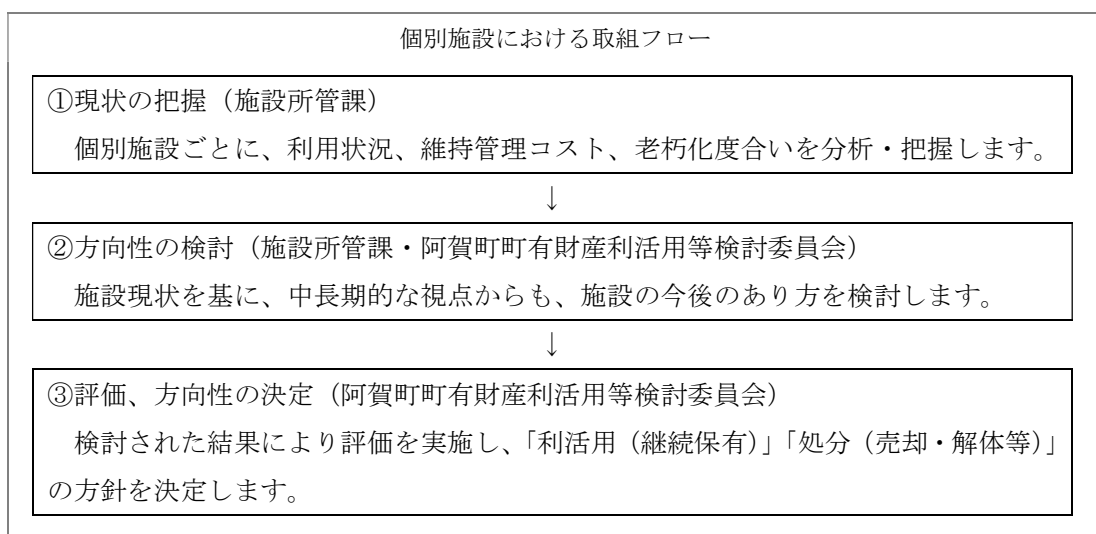 個別施設における取組フロー
①現状の把握（施設所管課）
個別施設ごとに、利用状況、維持管理コスト、老朽化度合いを分析・把握します。
↓
②方向性の検討（施設所管課・阿賀町町有財産利活用等検討委員会）
施設現状を基に、中長期的な視点からも、施設の今後のあり方を検討します。
↓
③評価、方向性の決定（阿賀町町有財産利活用等検討委員会）
検討された結果により評価を実施し、「利活用（継続保有）」「処分（売却・解体等）」
の方針を決定します。